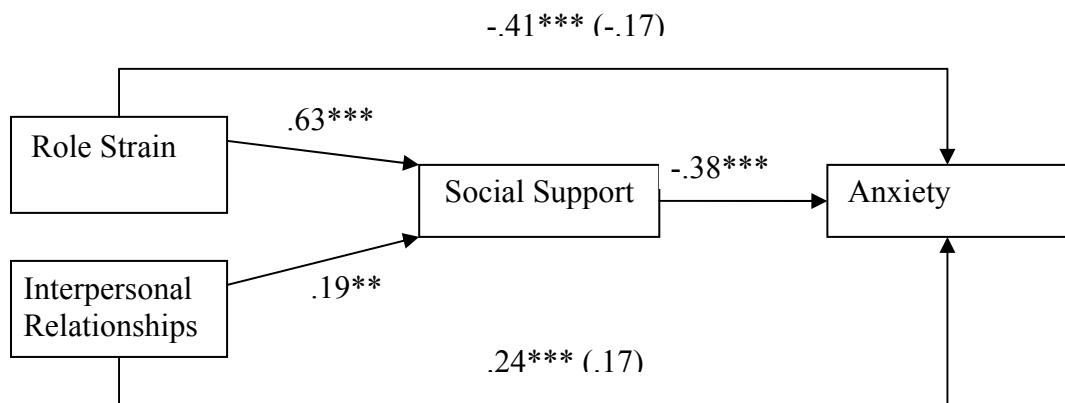 -.41*** (-.17)
Role Strain
.63***
Social Support
-.38***
Anxiety
Interpersonal
Relationships
.19**
.24*** (.17)